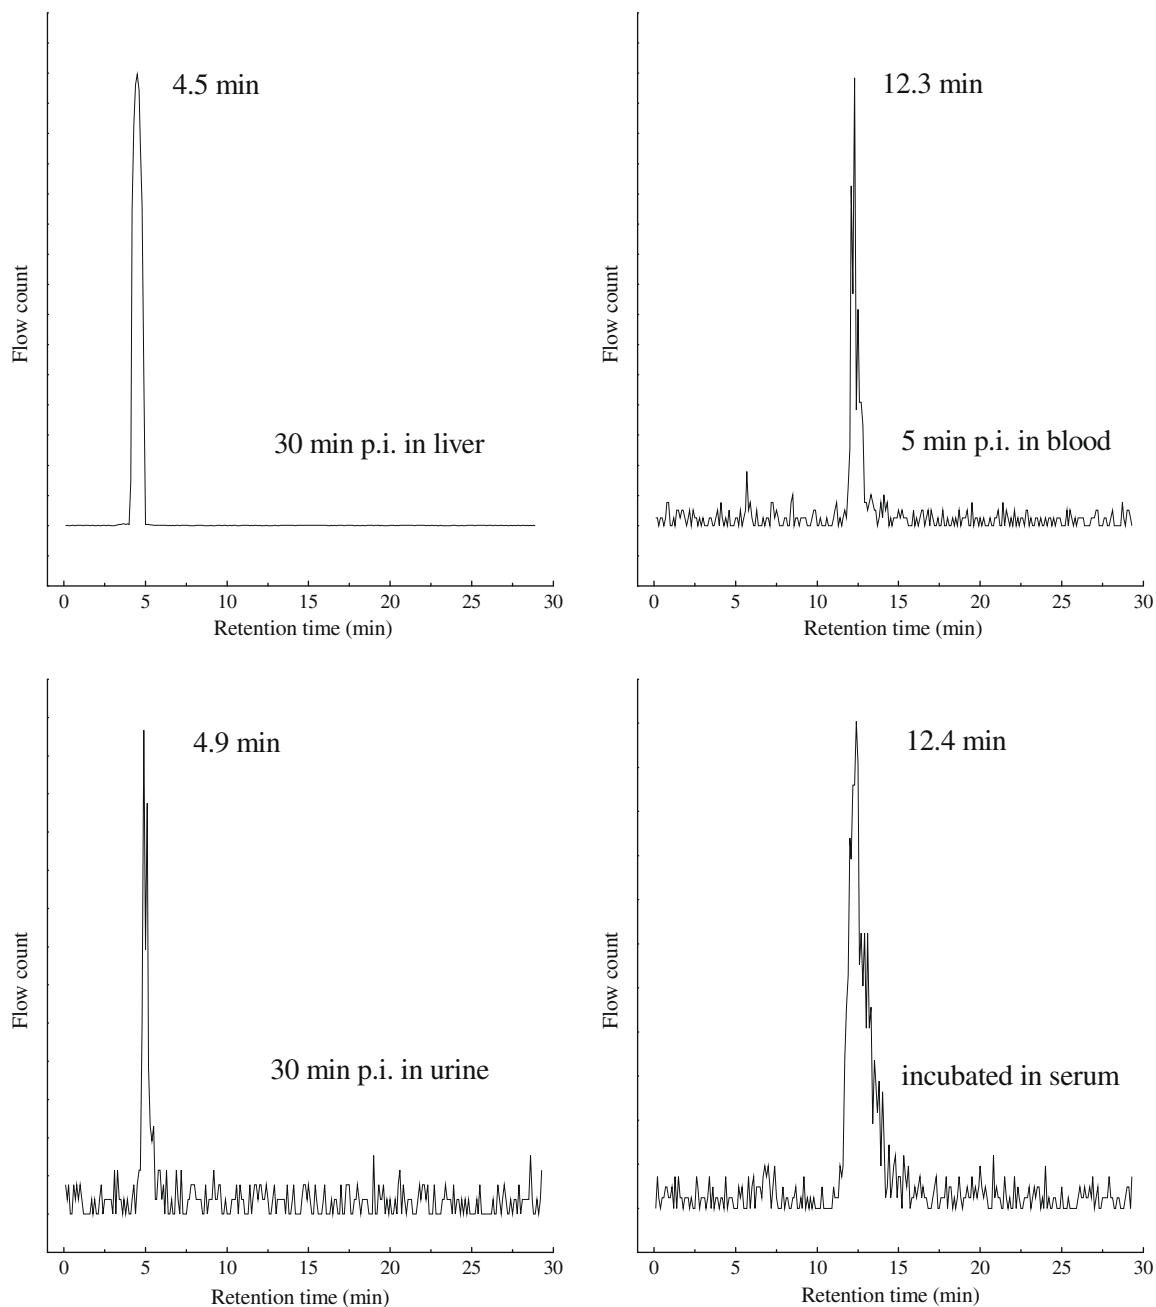 4.5 min
Flow count
30 min p.i. in liver
0 5 10 15 20 25 30
Retention time (min)
12.3 min
Flow count
5 min p.i. in blood
0 5 10 15 20 25 30
Retention time (min)
4.9 min
Flow count
30 min p.i. in urine
0 5 10 15 20 25 30
Retention time (min)
12.4 min
Flow count
incubated in serum
0 5 10 15 20 25 30
Retention time (min)